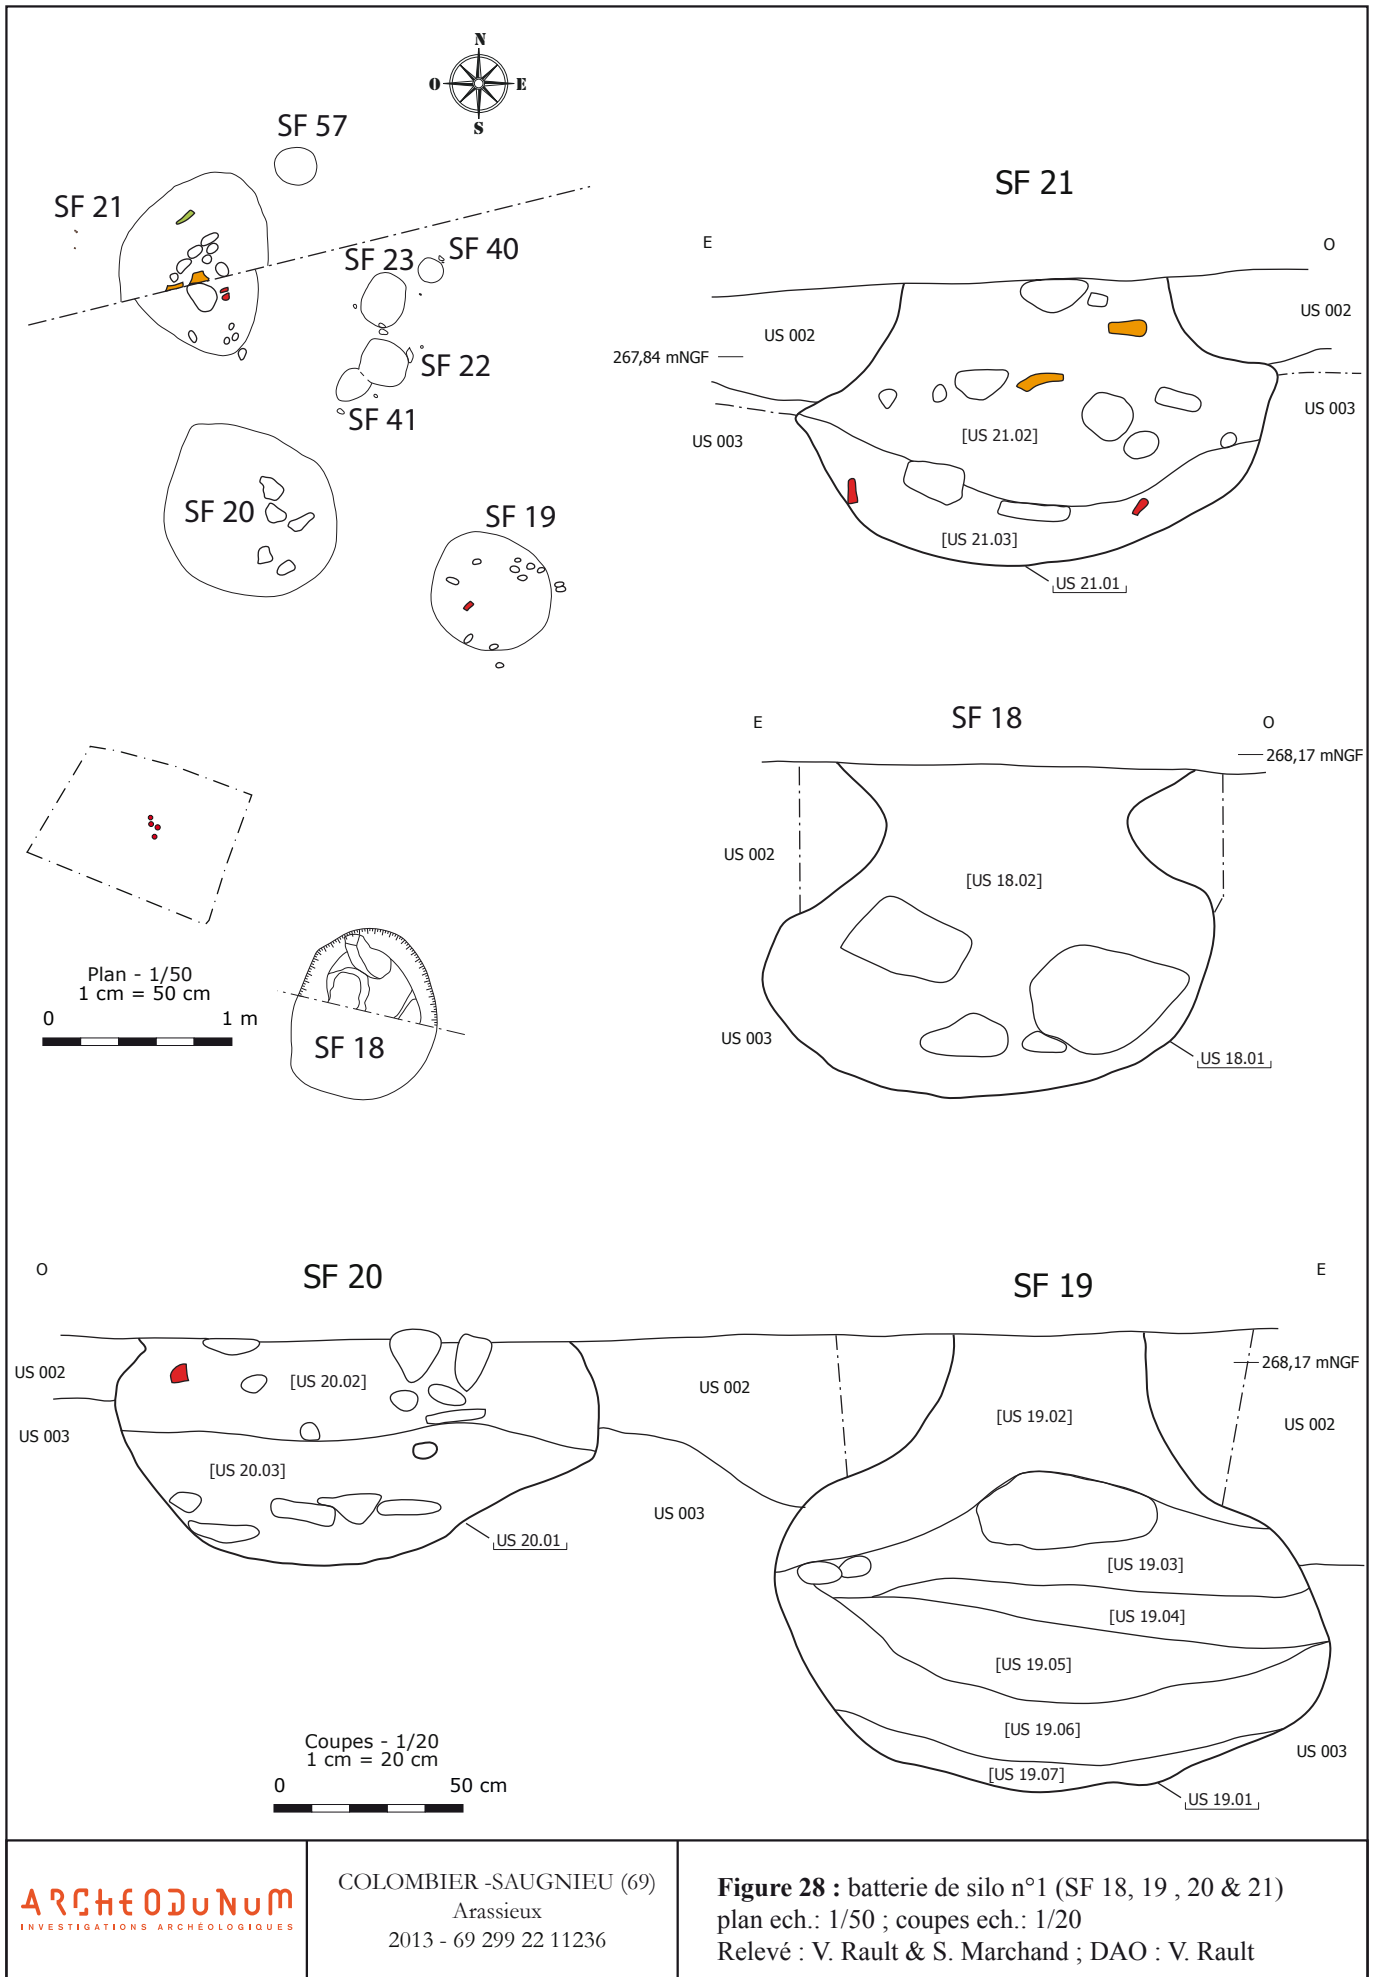 N
O E
S
SF 57
SF 21
SF 23
SF 40
SF 22
SF 41
SF 20
SF 19
Plan - 1/50
1 cm = 50 cm
0 1 m
SF 18
SF 21
E O
US 002
US 002
267,84 mNGF
US 003
US 003
[US 21.02]
[US 21.03]
US 21.01
SF 18
E O
268,17 mNGF
US 002
[US 18.02]
US 003
US 18.01
O
SF 20
SF 19
E
US 002
[US 20.02]
US 003
[US 20.03]
US 20.01
US 002
US 003
268,17 mNGF
[US 19.02]
US 002
[US 19.03]
[US 19.04]
[US 19.05]
[US 19.06]
[US 19.07]
US 003
US 19.01
Coupes - 1/20
1 cm = 20 cm
0 50 cm
ARCHEODUNUM
INVESTIGATIONS ARCHÉOLOGIQUES
COLOMBIER -SAUGNIEU (69)
Arassieux
2013 - 69 299 22 11236
Figure 28 : batterie de silo n°1 (SF 18, 19 , 20 & 21)
plan ech.: 1/50 ; coupes ech.: 1/20
Relevé : V. Rault & S. Marchand ; DAO : V. Rault